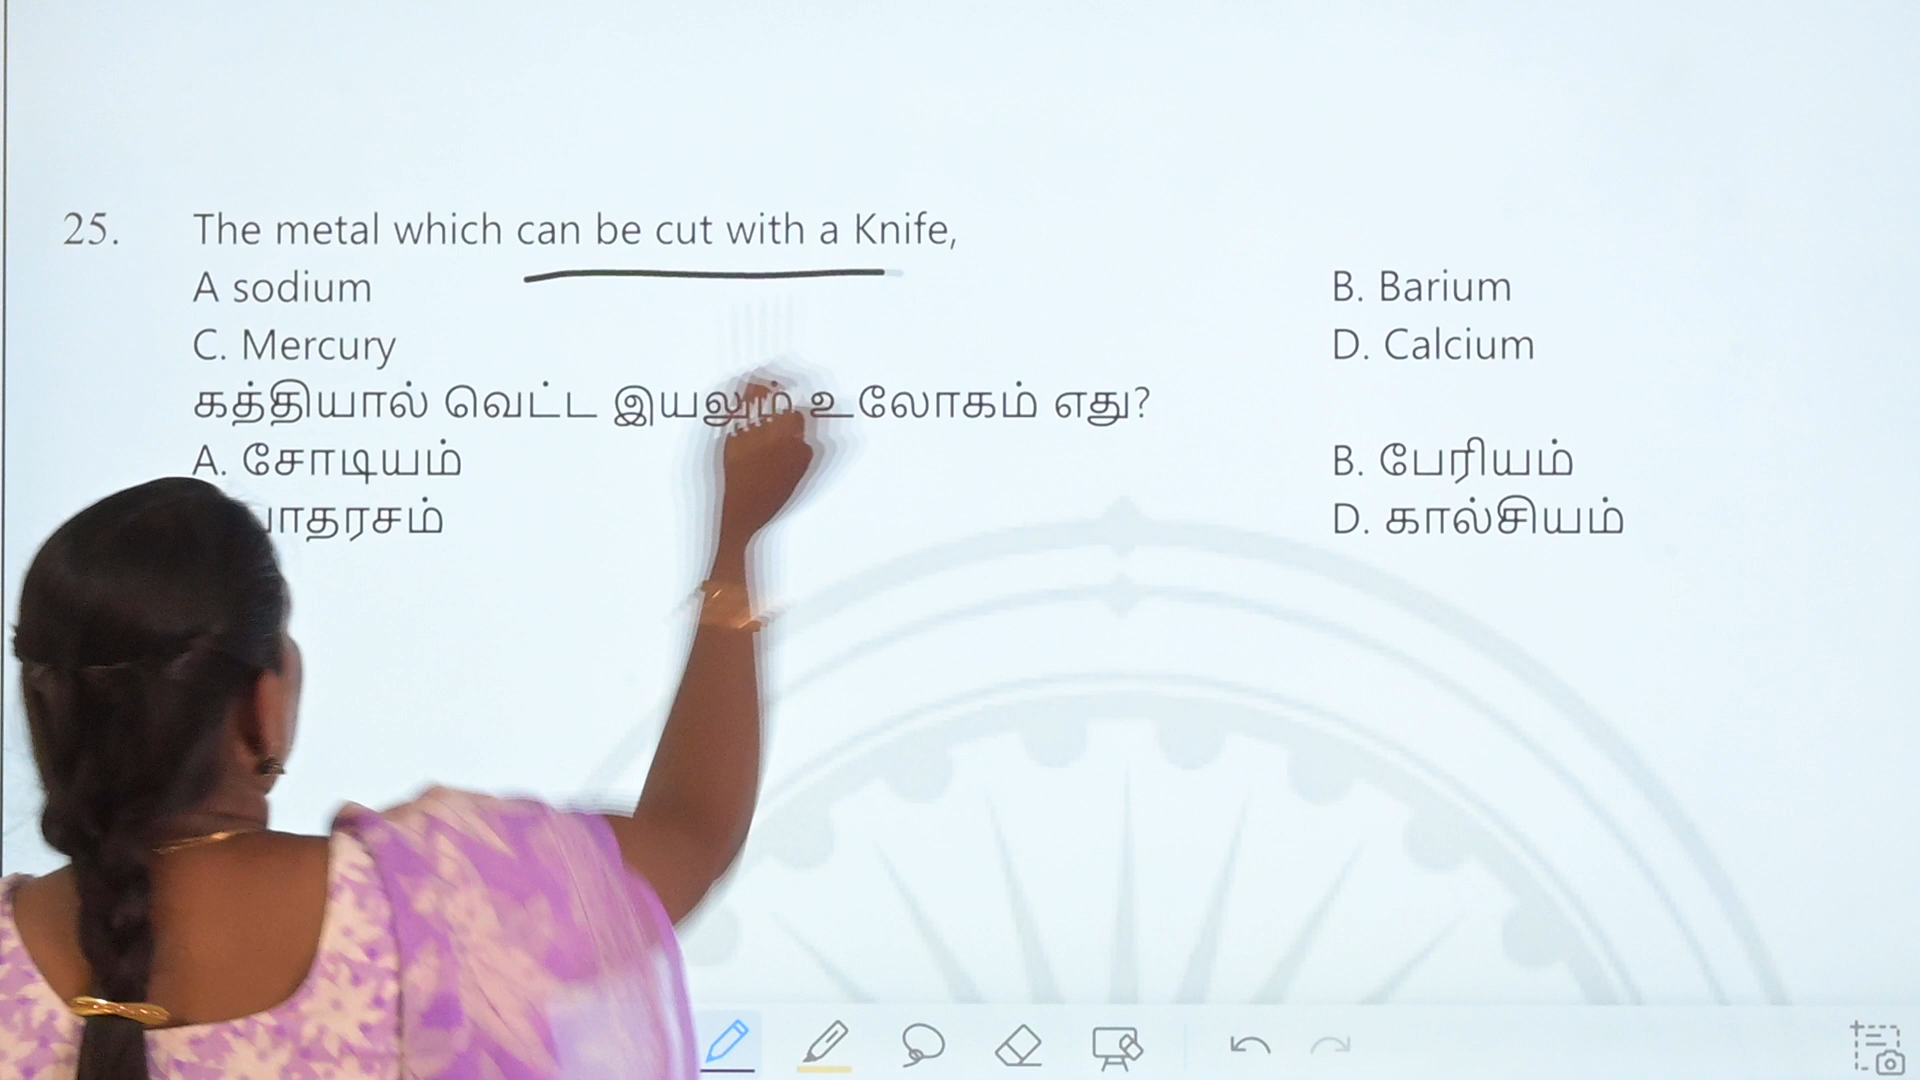 25. The metal which can be cut with a Knife,
A sodium B. Barium
C. Mercury D. Calcium
கத்தியால் வெட்ட இயலும் உலோகம் எது?
A. சோடியம் B. பேரியம்
பாதரசம் D. கால்சியம்